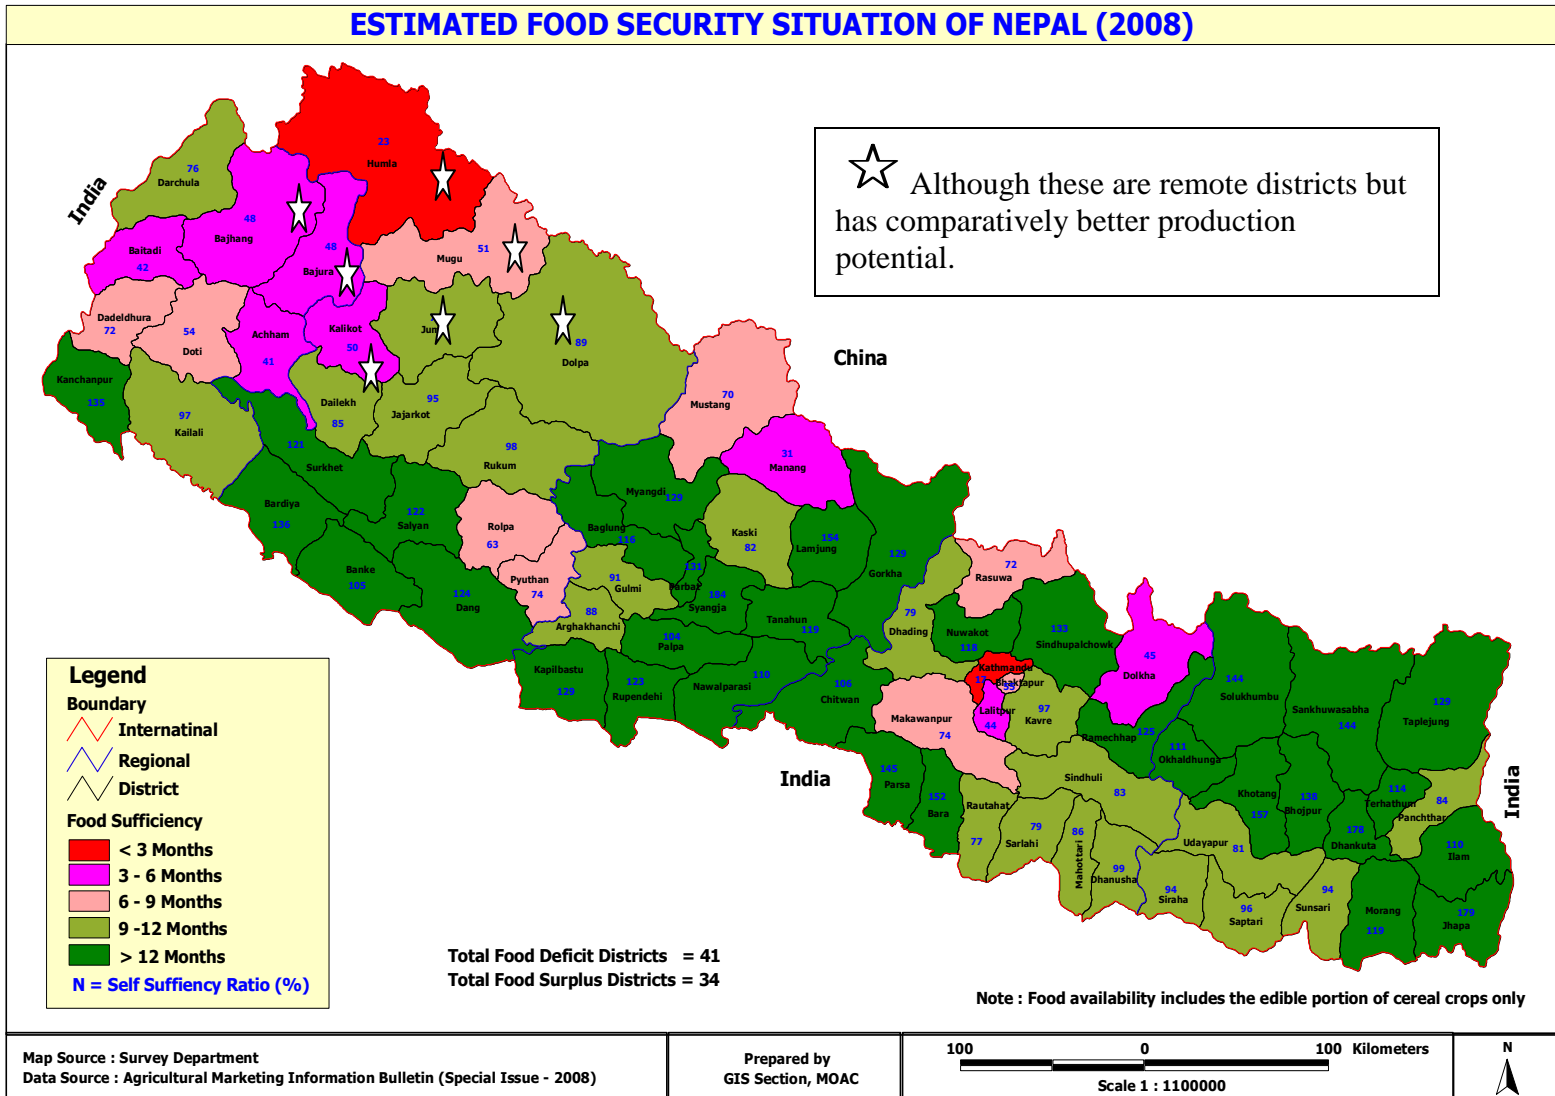 ESTIMATED FOOD SECURITY SITUATION OF NEPAL (2008)
Although these are remote districts but
has comparatively better production
potential.
India
China
India
India
23
Humla
76
Darchula
48
Bajhang
Baitadi
42
48
Bajura
51
Mugu
Dadeldhura
72
54
Doti
Achham
41
Kalikot
50
89
Dolpa
Kanchanpur
135
97
Kailali
Dailekh
85
95
Jajarkot
98
Rukum
70
Mustang
31
Manang
121
Surkhet
Bardiya
136
122
Salyan
Banke
105
124
Dang
Rolpa
63
Pyuthan
74
Myangdi
129
Baglung
116
91
Gulmi
88
Arghakhanchi
131
Parbat
184
Syangja
Kaski
82
154
Lamjung
129
Gorkha
Tanahun
119
104
Palpa
Kapilbastu
129
123
Rupendehi
110
Nawalparasi
106
Chitwan
79
Dhading
72
Rasuwa
Nuwakot
118
133
Sindhupalchowk
Kathmandu
17
Bhaktapur
Lalitpur
44
97
Kavre
45
Dolkha
Makawanpur
74
125
Ramechhap
144
Solukhumbu
111
Okhaldhunga
Sankhuwasabha
144
129
Taplejung
145
Parsa
152
Bara
Rautahat
77
79
Sarlahi
86
Mahottari
99
Dhanusha
Sindhuli
83
94
Siraha
Udayapur
81
96
Saptari
94
Sunsari
Khotang
157
138
Bhojpur
114
Terhathum
178
Dhankuta
84
Panchthar
110
Ilam
Morang
119
179
Jhapa
Legend
Boundary
Internatinal
Regional
District
Food Sufficiency
< 3 Months
3 - 6 Months
6 - 9 Months
9 -12 Months
> 12 Months
N = Self Suffiency Ratio (%)
Total Food Deficit Districts = 41
Total Food Surplus Districts = 34
Note : Food availability includes the edible portion of cereal crops only
Map Source : Survey Department
Data Source : Agricultural Marketing Information Bulletin (Special Issue - 2008)
Prepared by
GIS Section, MOAC
100 0 100 Kilometers
Scale 1 : 1100000
N